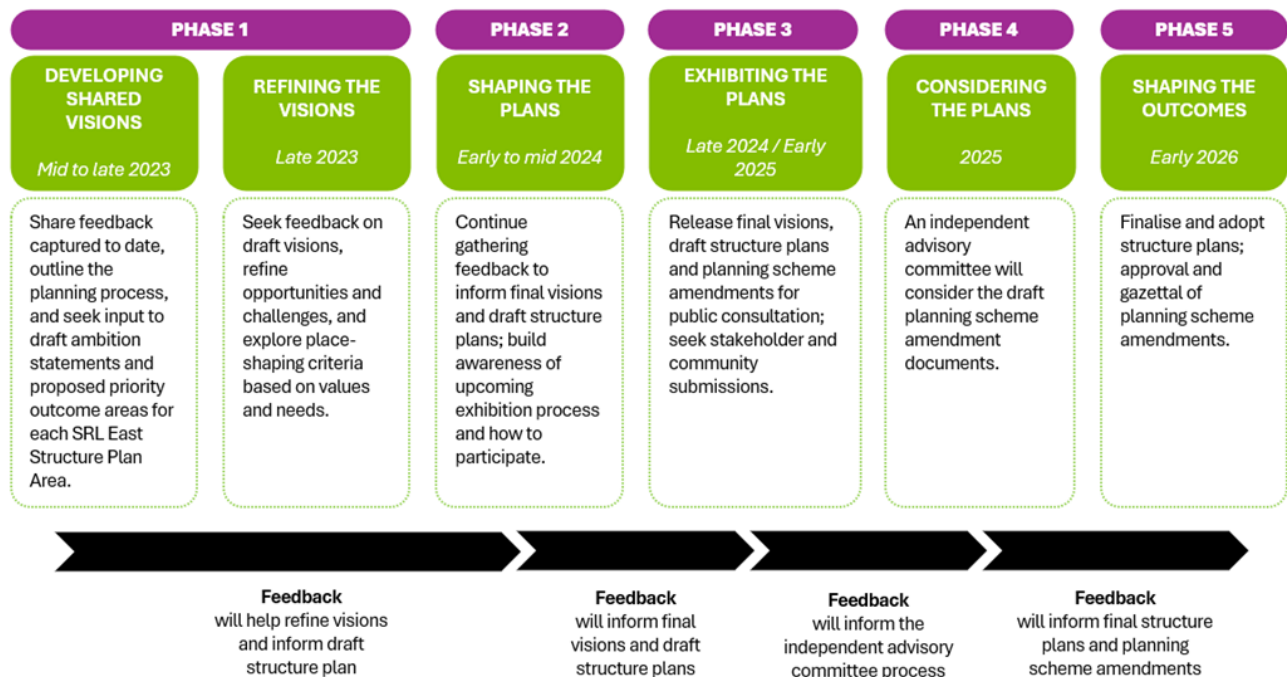 PHASE 1
PHASE 2
PHASE 3
PHASE 4
PHASE 5
DEVELOPING
SHARED
VISIONS
Mid to late 2023
REFINING THE
VISIONS
Late 2023
SHAPING THE
PLANS
Early to mid 2024
EXHIBITING THE
PLANS
Late 2024 / Early
2025
CONSIDERING
THE PLANS
2025
SHAPING THE
OUTCOMES
Early 2026
Share feedback
captured to date,
outline the
planning process,
and seek input to
draft ambition
statements and
proposed priority
outcome areas for
each SRL East
Structure Plan
Area.
Seek feedback on
draft visions,
refine
opportunities and
challenges, and
explore place-
shaping criteria
based on values
and needs.
Continue
gathering
feedback to
inform final visions
and draft structure
plans; build
awareness of
upcoming
exhibition process
and how to
participate.
Release final visions,
draft structure plans
and planning scheme
amendments for
public consultation;
seek stakeholder and
community
submissions.
An independent
advisory
committee will
consider the draft
planning scheme
amendment
documents.
Finalise and adopt
structure plans;
approval and
gazettal of
planning scheme
amendments.
Feedback
will help refine visions
and inform draft
structure plan
Feedback
will inform final
visions and draft
structure plans
Feedback
will inform the
independent advisory
committee process
Feedback
will inform final structure
plans and planning
scheme amendments